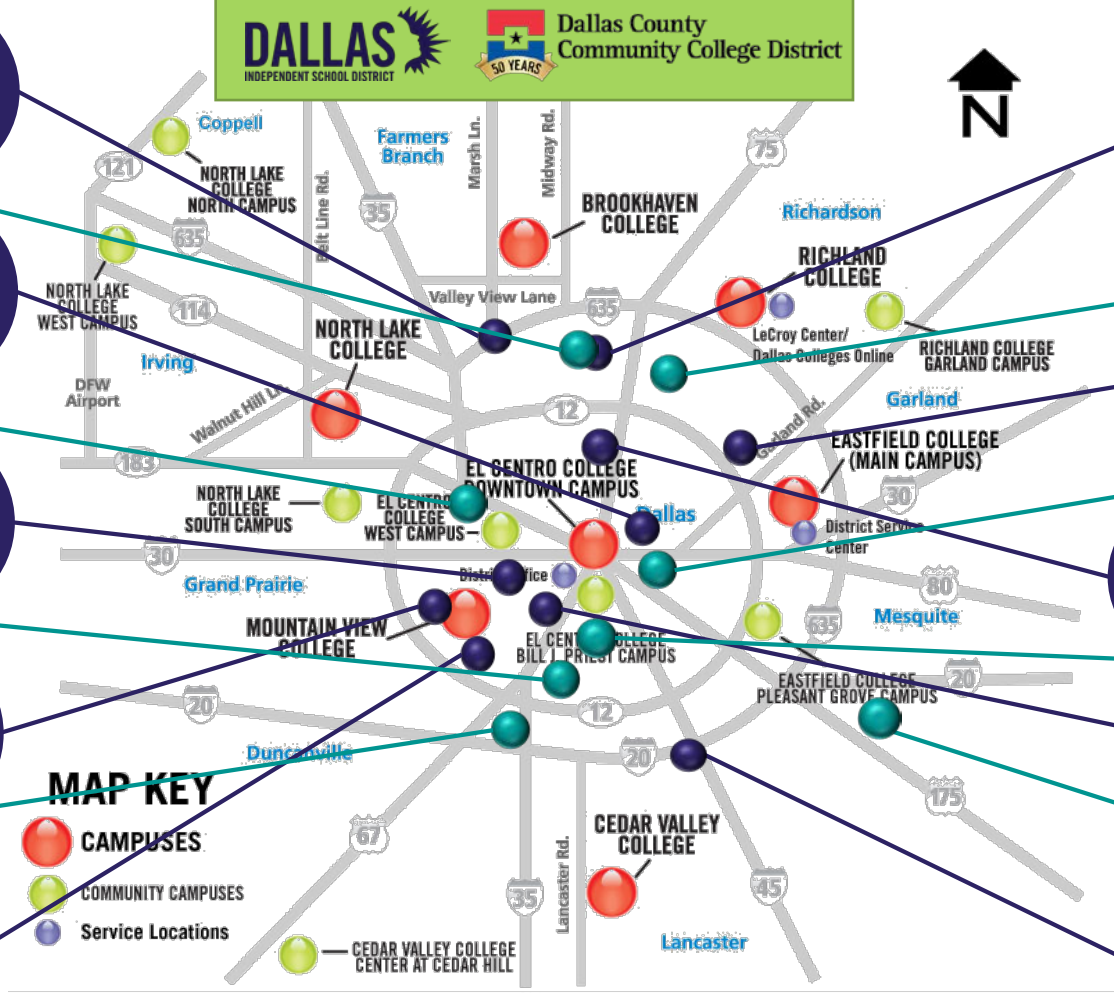 DALLAS
INDEPENDENT SCHOOL DISTRICT
50 YEARS
Dallas County
Community College District
N
Coppell
121
NORTH LAKE
COLLEGE
NORTH CAMPUS
Farmers
Branch
Marsh Ln.
Midway Rd.
75
Belt Line Rd.
35
BROOKHAVEN
COLLEGE
Richardson
635
NORTH LAKE
COLLEGE
WEST CAMPUS
114
Valley View Lane
635
RICHLAND
COLLEGE
LeCroy Center/
Dallas Colleges Online
RICHLAND COLLEGE
GARLAND CAMPUS
NORTH LAKE
COLLEGE
Irving
DFW
Airport
Walnut Hill Ln.
12
Garland
Garland Rd.
183
EL CENTRO COLLEGE
DOWNTOWN CAMPUS
EASTFIELD COLLEGE
(MAIN CAMPUS)
NORTH LAKE
COLLEGE
SOUTH CAMPUS
EL CENTRO
COLLEGE
WEST CAMPUS
Dallas
30
District Service
Center
30
Grand Prairie
District Office
80
Mesquite
635
MOUNTAIN VIEW
COLLEGE
EL CENTRO COLLEGE
BILL J. PRIEST CAMPUS
EASTFIELD COLLEGE
PLEASANT GROVE CAMPUS
20
20
12
Duncanville
20
175
MAP KEY
CAMPUSES
COMMUNITY CAMPUSES
Service Locations
67
CEDAR VALLEY
COLLEGE
35
Lancaster Rd.
45
Lancaster
CEDAR VALLEY COLLEGE
CENTER AT CEDAR HILL